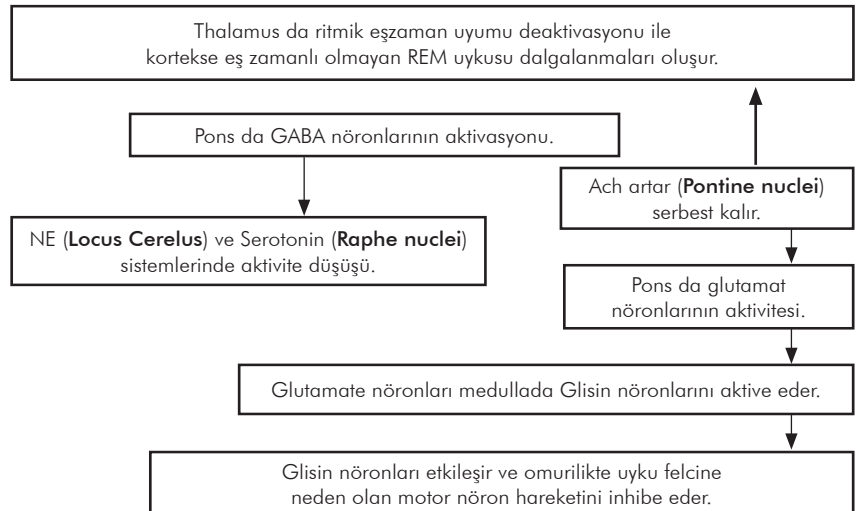 Thalamus da ritmik eşzaman uyumu deaktivasyonu ile
kortekse eş zamanlı olmayan REM uykusu dalgalanmaları oluşur.
Pons da GABA nöronlarının aktivasyonu.
Ach artar (Pontine nuclei)
serbest kalır.
NE (Locus Cerelus) ve Serotonin (Raphe nuclei)
sistemlerinde aktivite düşüşü.
Pons da glutamat
nöronlarının aktivitesi.
Glutamate nöronları medullada Glisin nöronlarını aktive eder.
Glisin nöronları etkileşir ve omurilikte uyku felcine
neden olan motor nöron hareketini inhibe eder.